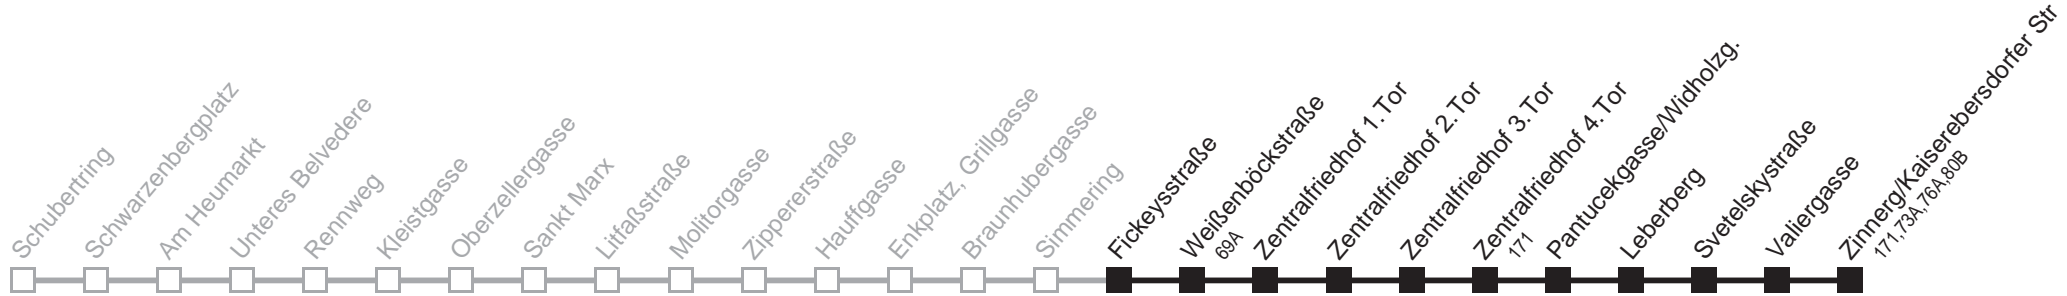 Schubertring
Schwarzenbergplatz
Am Heumarkt
Unteres Belvedere
Rennweg
Kleistgasse
Oberzellergasse
Sankt Marx
Litfaßstraße
Molitorgasse
Zippererstraße
Hauffgasse
Enkplatz, Grillgasse
Braunhubergasse
Simmering
Fickeysstraße
Weißenböckstraße
69A
Zentralfriedhof 1.Tor
Zentralfriedhof 2.Tor
Zentralfriedhof 3.Tor
Zentralfriedhof 4.Tor
171
Pantucekgasse/Widholzg.
Leberberg
Svetelskystraße
Valiergasse
Zinnerg/Kaiserebersdorfer Str
171,73A,76A,80B